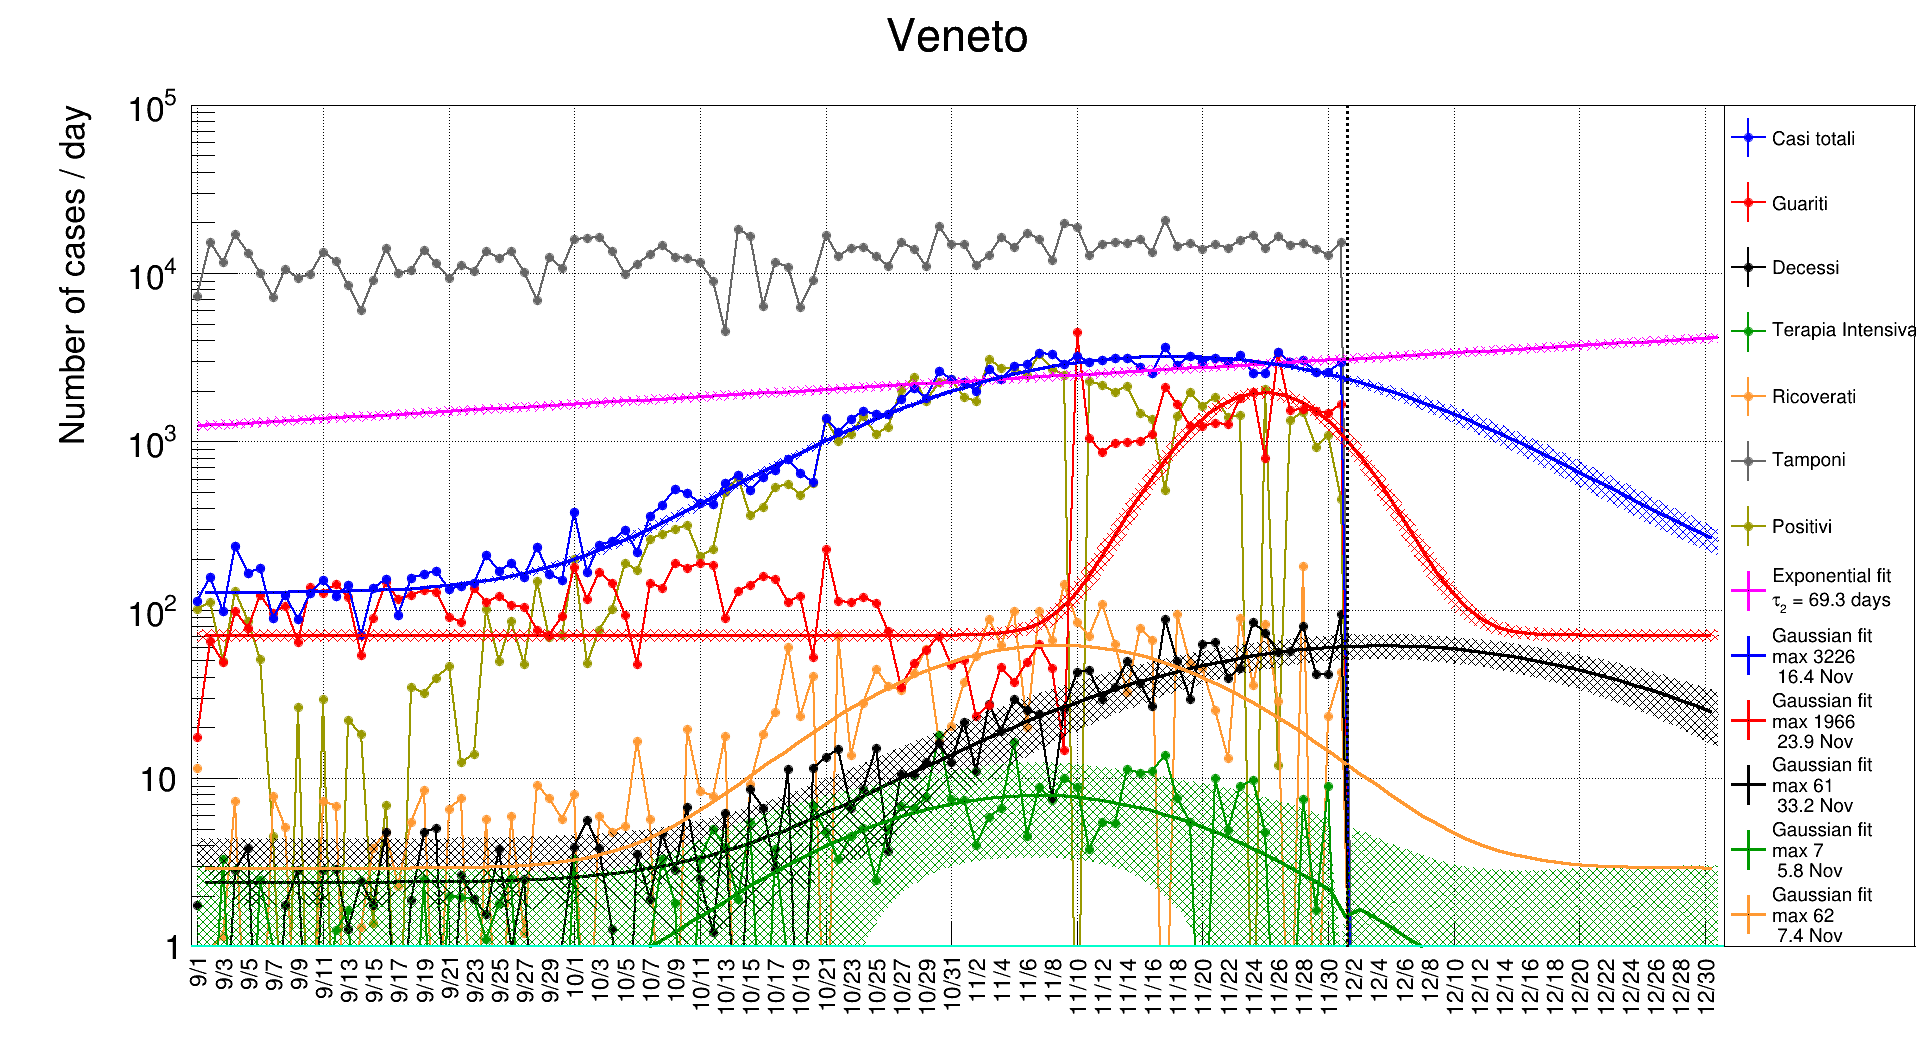 Veneto
Number of cases / day
10^5
10^4
10^3
10^2
10
1
9/1
9/3
9/5
9/7
9/9
9/11
9/13
9/15
9/17
9/19
9/21
9/23
9/25
9/27
9/29
10/1
10/3
10/5
10/7
10/9
10/11
10/13
10/15
10/17
10/19
10/21
10/23
10/25
10/27
10/29
10/31
11/2
11/4
11/6
11/8
11/10
11/12
11/14
11/16
11/18
11/20
11/22
11/24
11/26
11/28
11/30
12/2
12/4
12/6
12/8
12/10
12/12
12/14
12/16
12/18
12/20
12/22
12/24
12/26
12/28
12/30
Casi totali
Guariti
Decessi
Terapia Intensiva
Ricoverati
Tamponi
Positivi
Exponential fit
τ₂ = 69.3 days
Gaussian fit
max 3226
16.4 Nov
Gaussian fit
max 1966
23.9 Nov
Gaussian fit
max 61
33.2 Nov
Gaussian fit
max 7
5.8 Nov
Gaussian fit
max 62
7.4 Nov